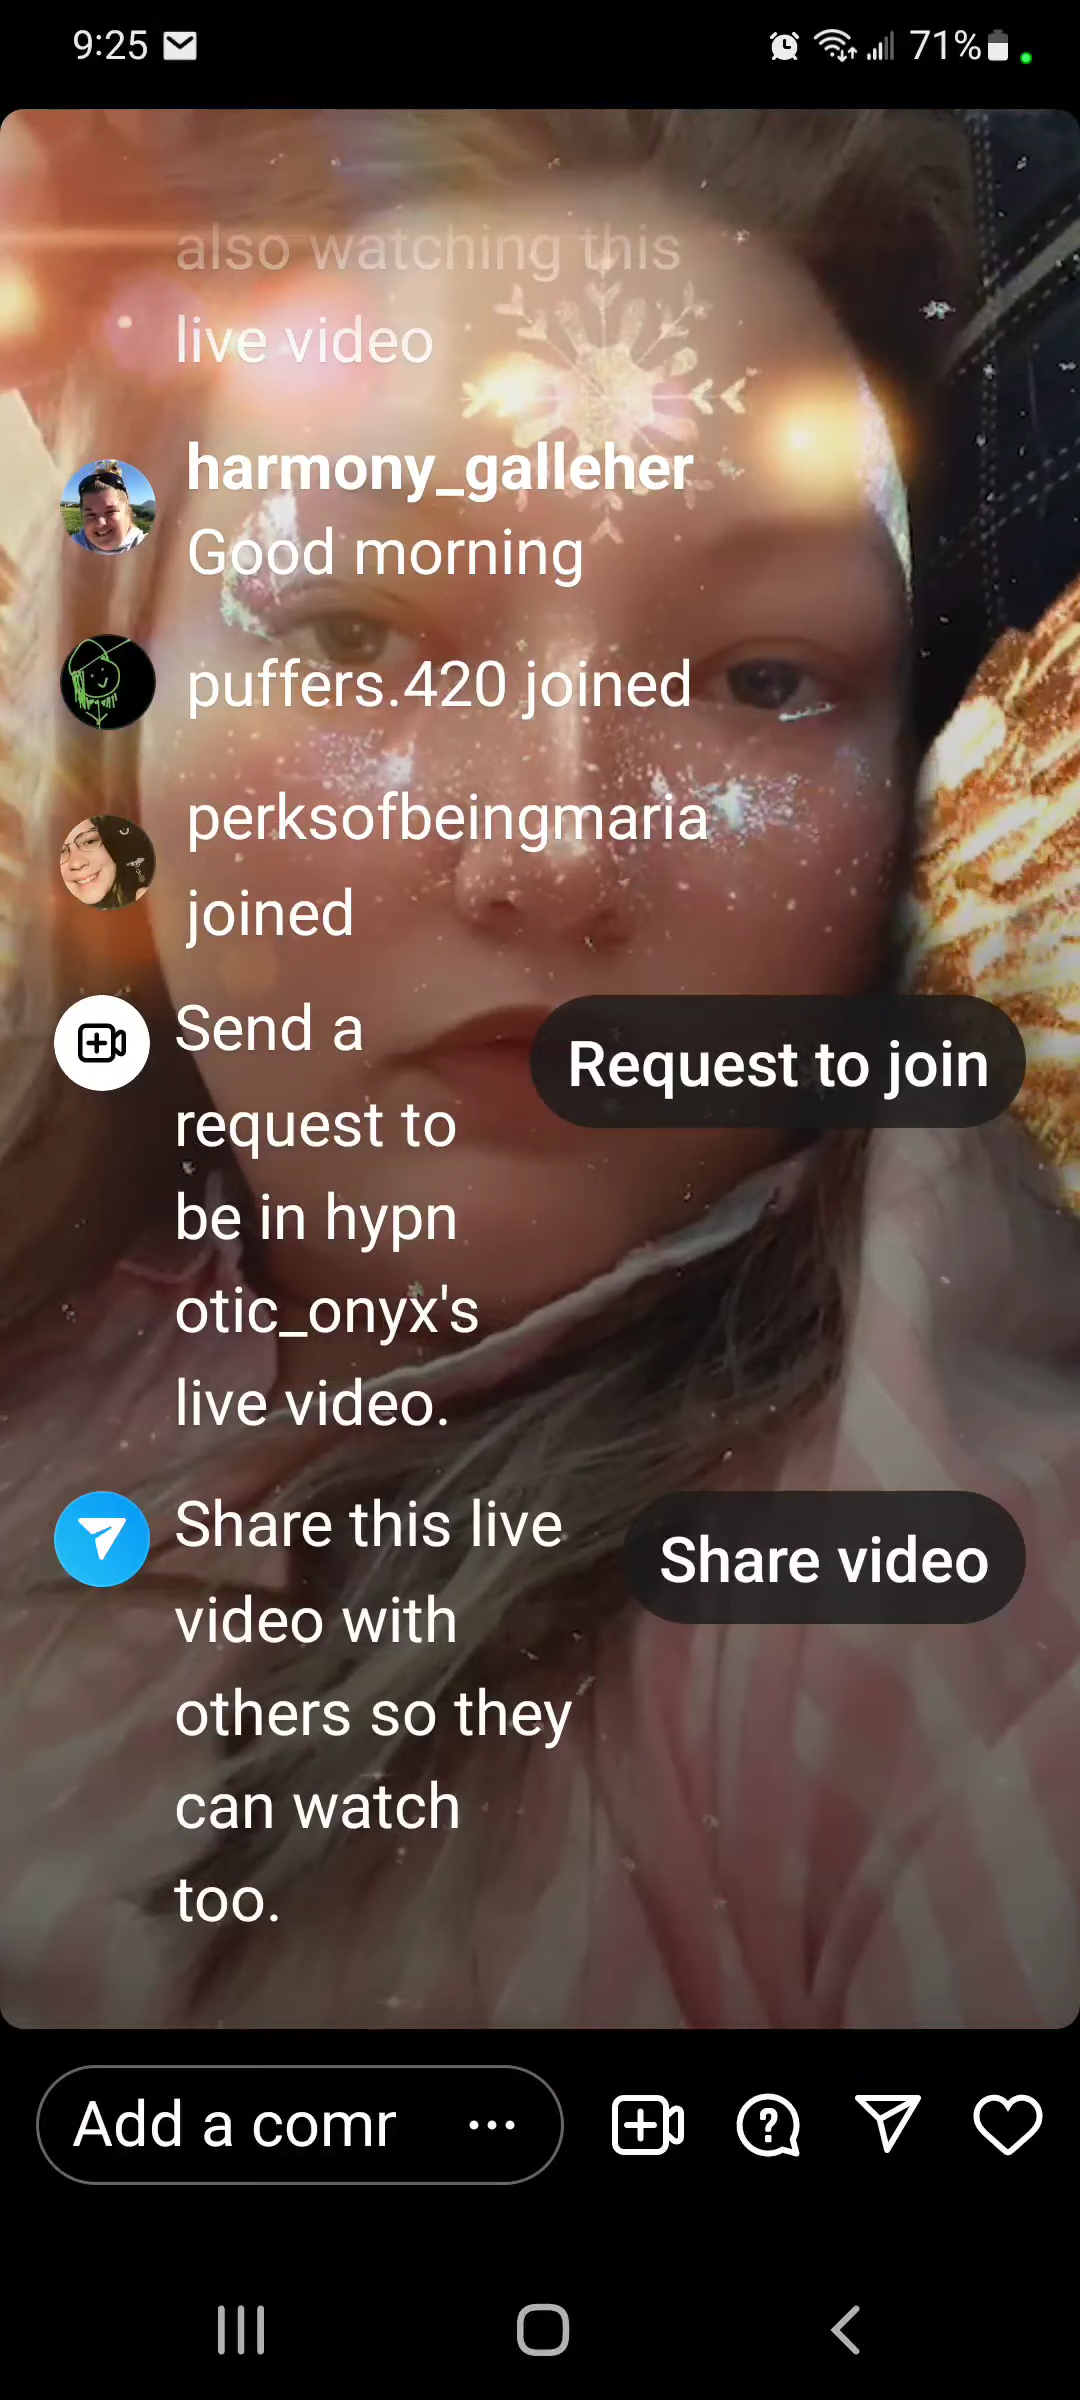 9:25
71%
also watching this
live video
harmony_galleher
Good morning
puffers.420 joined
perksofbeingmaria
joined
Send a
request to
be in hypn
otic_onyx's
live video.
Request to join
Share this live
video with
others so they
can watch
too.
Share video
Add a comr